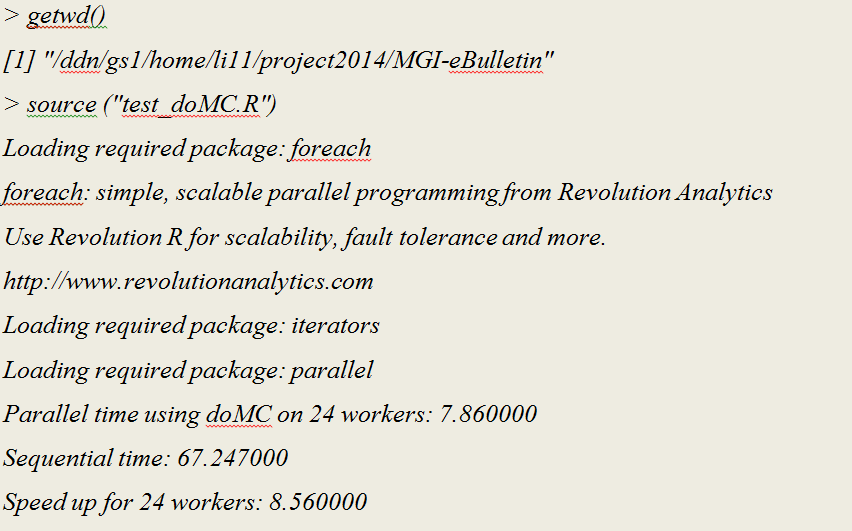 > getwd()
[1] "/ddn/gs1/home/li11/project2014/MGI-eBulletin"
> source ("test_doMC.R")
Loading required package: foreach
foreach: simple, scalable parallel programming from Revolution Analytics
Use Revolution R for scalability, fault tolerance and more.
http://www.revolutionanalytics.com
Loading required package: iterators
Loading required package: parallel
Parallel time using doMC on 24 workers: 7.860000
Sequential time: 67.247000
Speed up for 24 workers: 8.560000